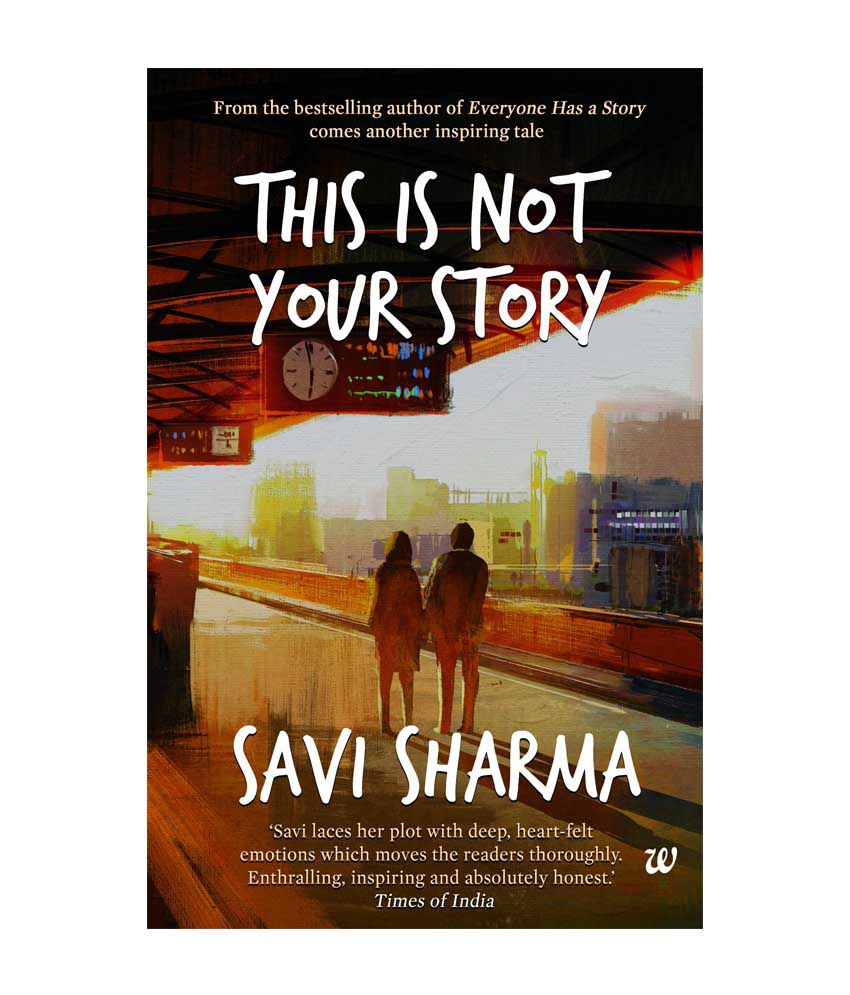 From the bestselling author of Everyone Has a Story
comes another inspiring tale
THIS IS NOT
YOUR STORY
SAVI SHARMA
‘Savi laces her plot with deep, heart-felt
emotions which moves the readers thoroughly.
Enthralling, inspiring and absolutely honest.’
Times of India
w